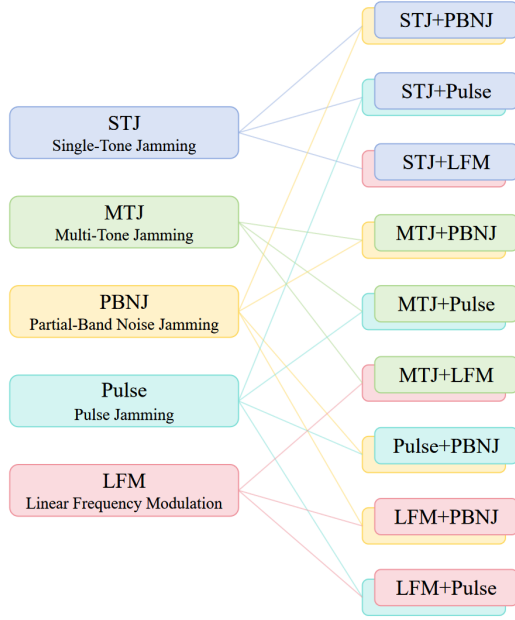 STJ
Single-Tone Jamming
MTJ
Multi-Tone Jamming
PBNJ
Partial-Band Noise Jamming
Pulse
Pulse Jamming
LFM
Linear Frequency Modulation
STJ+PBNJ
STJ+Pulse
STJ+LFM
MTJ+PBNJ
MTJ+Pulse
MTJ+LFM
Pulse+PBNJ
LFM+PBNJ
LFM+Pulse